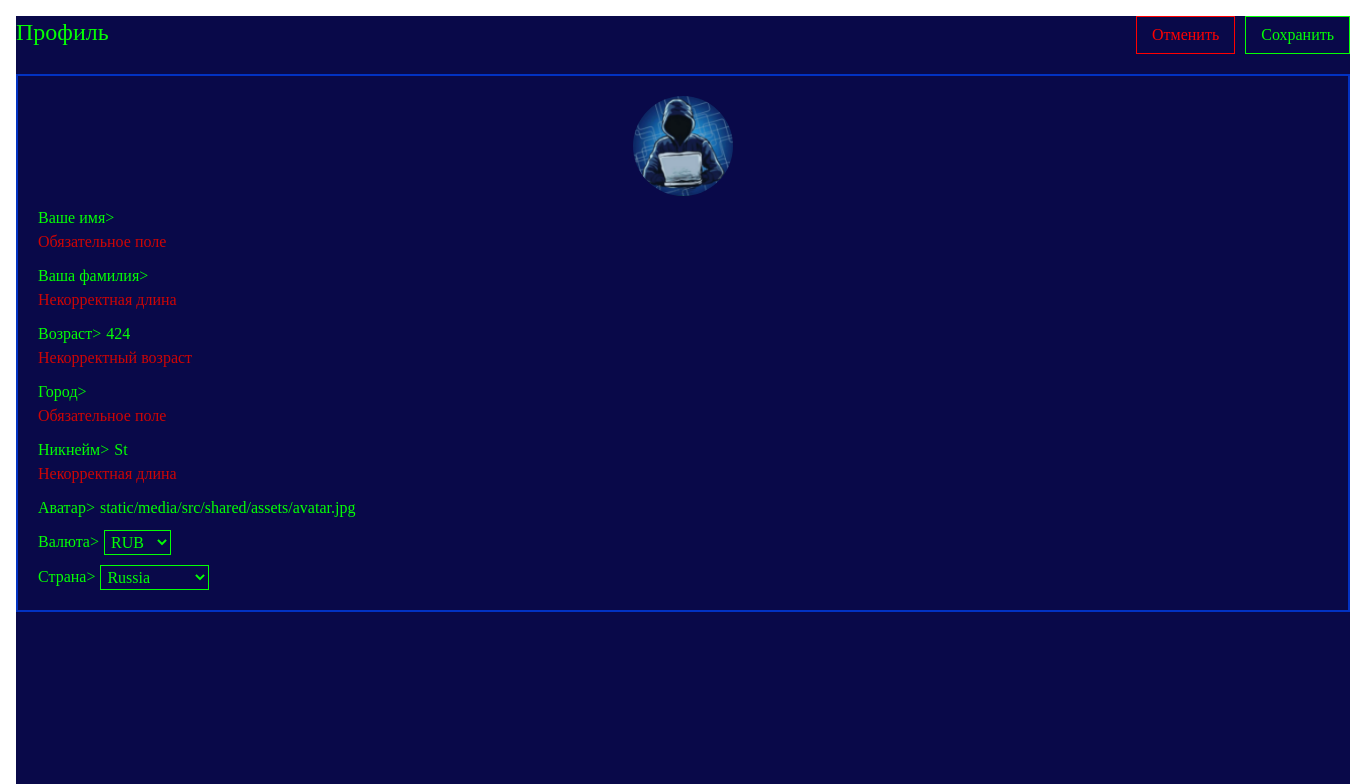 Профиль
Отменить
Сохранить
Ваше имя>
Обязательное поле
Ваша фамилия>
Некорректная длина
Возраст> 424
Некорректный возраст
Город>
Обязательное поле
Никнейм> St
Некорректная длина
Аватар> static/media/src/shared/assets/avatar.jpg
Валюта> RUB
Страна> Russia